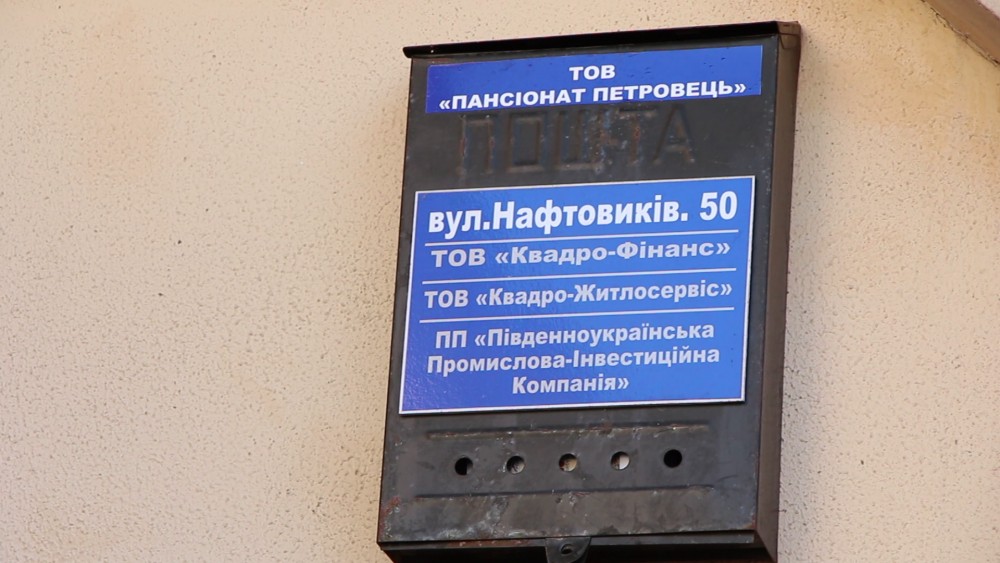 ТОВ
«ПАНСІОНАТ ПЕТРОВЕЦЬ»
ПОШТА
вул.Нафтовиків. 50
ТОВ «Квадро-Фінанс»
ТОВ «Квадро-Житлосервіс»
ПП «Південноукраїнська
Промислова-Інвестиційна
Компанія»